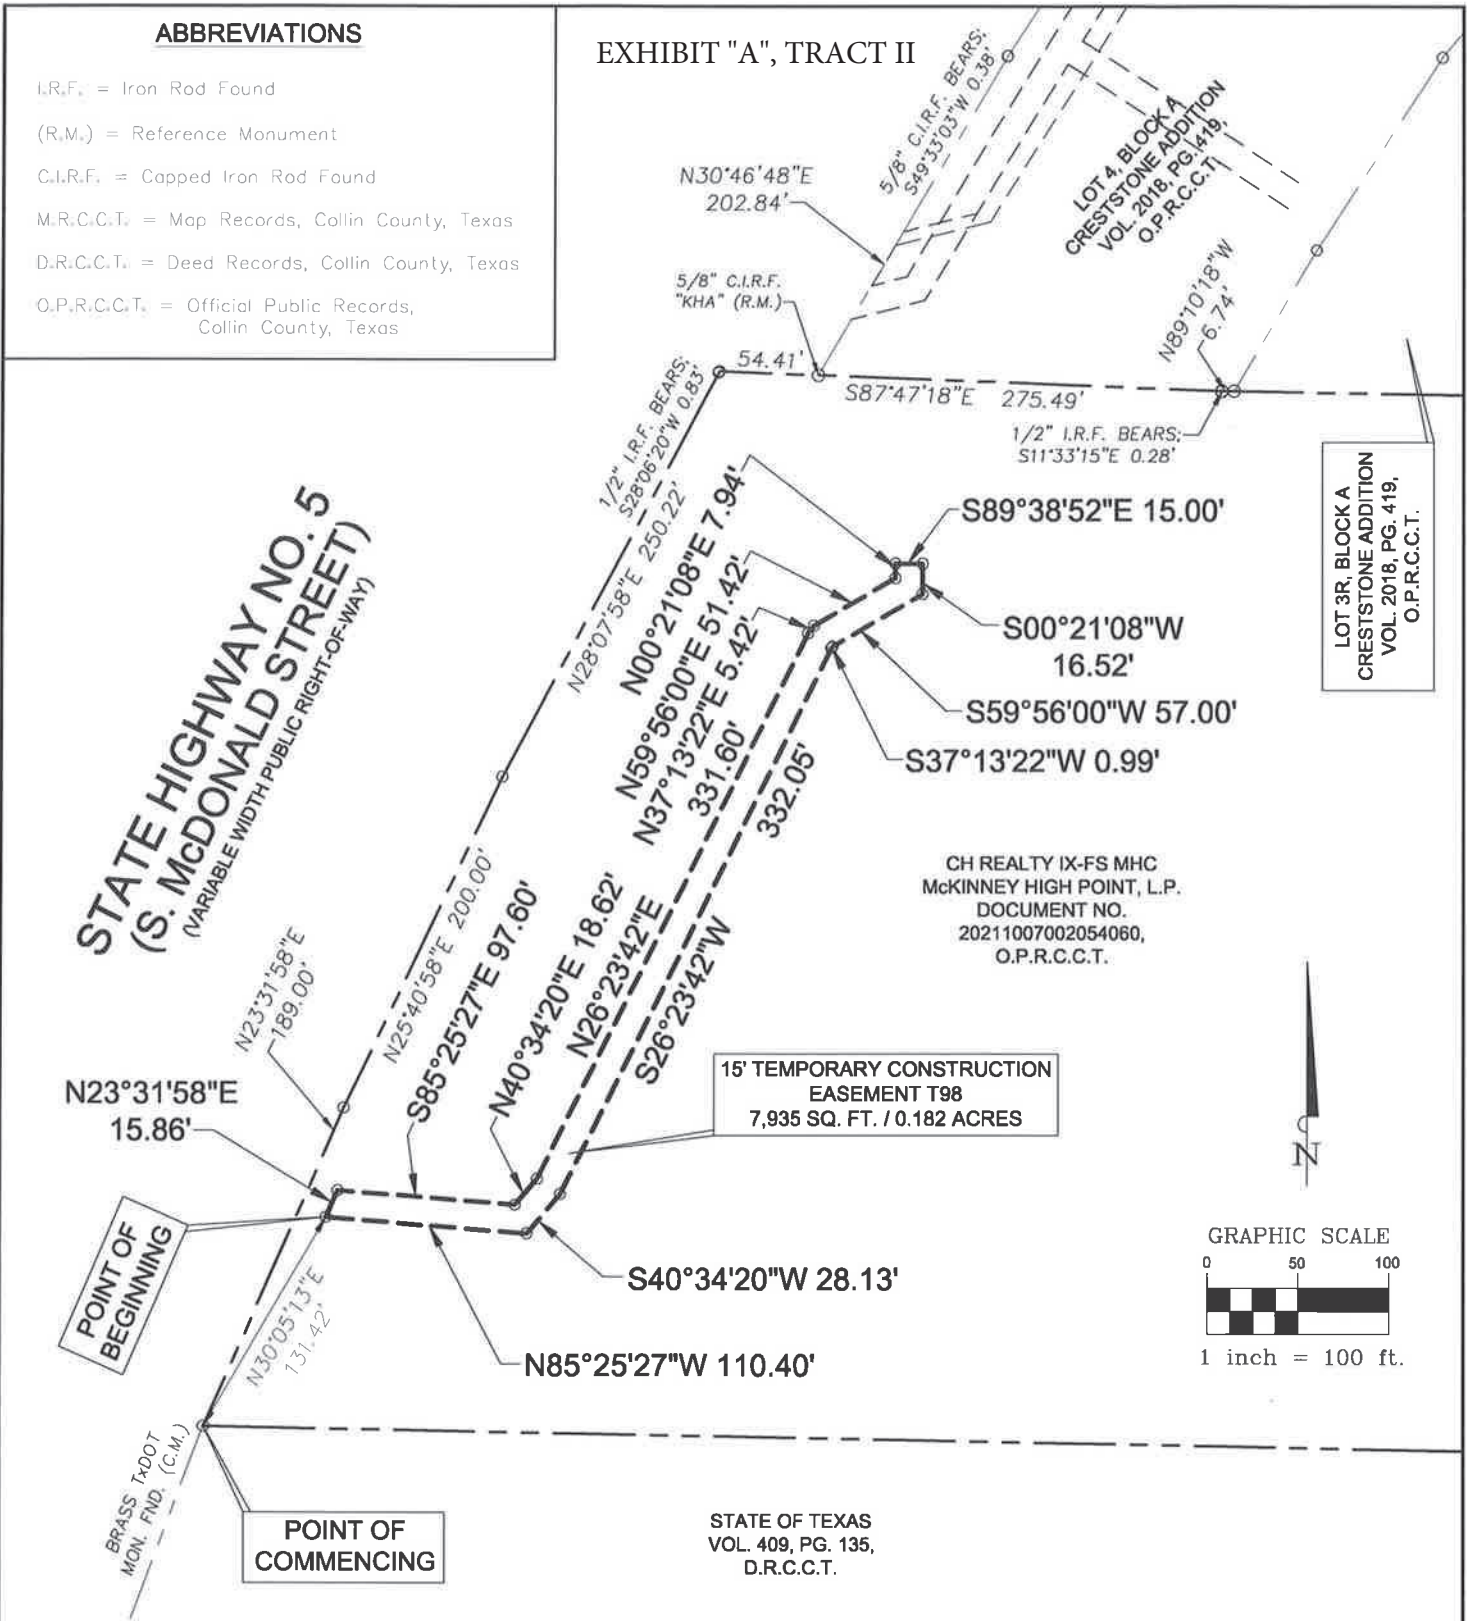 ABBREVIATIONS
I.R.F. = Iron Rod Found
(R.M.) = Reference Monument
C.I.R.F. = Capped Iron Rod Found
M.R.C.C.T. = Map Records, Collin County, Texas
D.R.C.C.T. = Deed Records, Collin County, Texas
O.P.R.C.C.T. = Official Public Records,
Collin County, Texas
EXHIBIT "A", TRACT II
5/8" C.I.R.F. BEARS;
S49°33'03"W 0.38'
LOT 4, BLOCK A
CRESTSTONE ADDITION
VOL. 2018, PG. 419,
O.P.R.C.C.T.
N30°46'48"E
202.84'
5/8" C.I.R.F.
"KHA" (R.M.)
N89°10'18"W
6.74'
54.41'
S87°47'18"E 275.49'
1/2" I.R.F. BEARS;
S11°33'15"E 0.28'
1/2" I.R.F. BEARS;
S28°06'20"W 0.83'
N28°07'58"E 250.22'
LOT 3R, BLOCK A
CRESTSTONE ADDITION
VOL. 2018, PG. 419,
O.P.R.C.C.T.
STATE HIGHWAY NO. 5
(S. McDONALD STREET)
(VARIABLE WIDTH PUBLIC RIGHT-OF-WAY)
N00°21'08"E 7.94'
N59°56'00"E 51.42'
N37°13'22"E 5.42'
331.60'
N26°23'42"E
S89°38'52"E 15.00'
S00°21'08"W
16.52'
S59°56'00"W 57.00'
S37°13'22"W 0.99'
332.05'
S26°23'42"W
CH REALTY IX-FS MHC
McKINNEY HIGH POINT, L.P.
DOCUMENT NO.
20211007002054060,
O.P.R.C.C.T.
N25°40'58"E 200.00'
N23°31'58"E
189.00'
S85°25'27"E 97.60'
N40°34'20"E 18.62'
N23°31'58"E
15.86'
15' TEMPORARY CONSTRUCTION
EASEMENT T98
7,935 SQ. FT. / 0.182 ACRES
N
POINT OF
BEGINNING
N30°05'13"E
131.42'
S40°34'20"W 28.13'
N85°25'27"W 110.40'
GRAPHIC SCALE
0 50 100
1 inch = 100 ft.
BRASS TxDOT
MON. FND. (C.M.)
POINT OF
COMMENCING
STATE OF TEXAS
VOL. 409, PG. 135,
D.R.C.C.T.